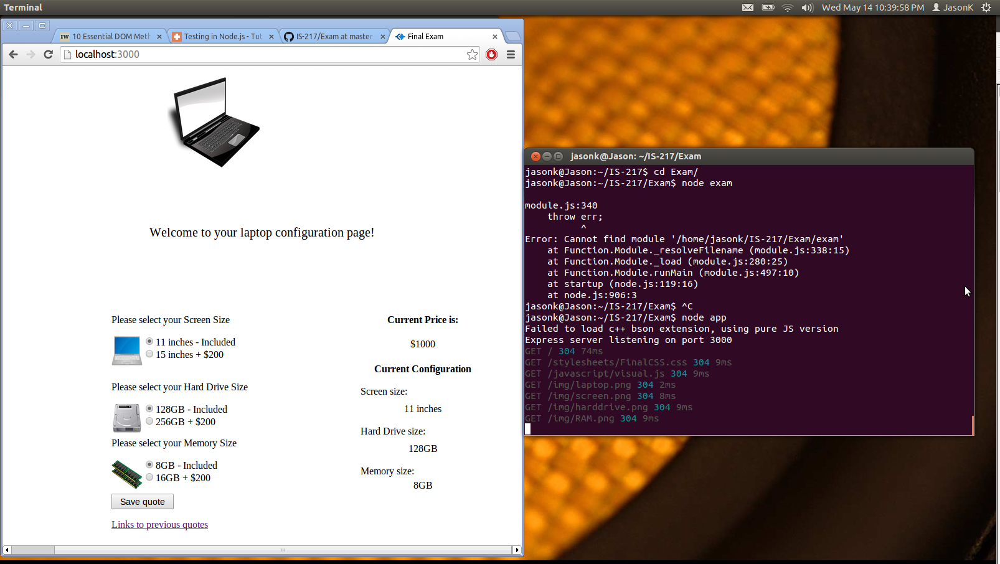 Terminal
Wed May 14 10:39:58 PM
JasonK
10 Essential DOM Meth
Testing in Node.js - Tut
IS-217/Exam at master
Final Exam
localhost:3000
Welcome to your laptop configuration page!
Please select your Screen Size
11 inches - Included
15 inches + $200
Please select your Hard Drive Size
128GB - Included
256GB + $200
Please select your Memory Size
8GB - Included
16GB + $200
Save quote
Links to previous quotes
Current Price is:
$1000
Current Configuration
Screen size:
11 inches
Hard Drive size:
128GB
Memory size:
8GB
jasonk@Jason: ~/IS-217/Exam
jasonk@Jason:~/IS-217$ cd Exam/
jasonk@Jason:~/IS-217/Exam$ node exam
module.js:340
    throw err;
          ^
Error: Cannot find module '/home/jasonk/IS-217/Exam/exam'
    at Function.Module._resolveFilename (module.js:338:15)
    at Function.Module._load (module.js:280:25)
    at Function.Module.runMain (module.js:497:10)
    at startup (node.js:119:16)
    at node.js:906:3
jasonk@Jason:~/IS-217/Exam$ ^C
jasonk@Jason:~/IS-217/Exam$ node app
Failed to load c++ bson extension, using pure JS version
Express server listening on port 3000
GET / 304 74ms
GET /stylesheets/FinalCSS.css 304 9ms
GET /javascript/visual.js 304 9ms
GET /img/laptop.png 304 2ms
GET /img/screen.png 304 8ms
GET /img/harddrive.png 304 9ms
GET /img/RAM.png 304 9ms